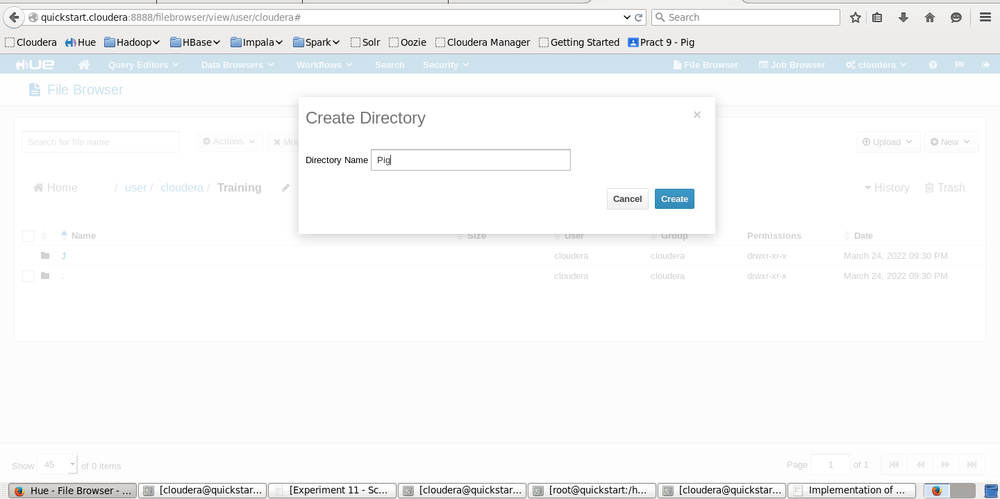 quickstart.cloudera:8888/filebrowser/view/user/cloudera#
Search
Cloudera Hue Hadoop HBase Impala Spark Solr Oozie Cloudera Manager Getting Started Pract 9 - Pig
HUE Query Editors Data Browsers Workflows Search Security File Browser Job Browser cloudera
File Browser
Create Directory ×
Search for file name Actions Mov Upload New
Directory Name Pig
Home / user / cloudera / Training History Trash
Cancel Create
Name Size User Group Permissions Date
cloudera cloudera drwxr-xr-x March 24, 2022 09:30 PM
. cloudera cloudera drwxr-xr-x March 24, 2022 09:30 PM
Show 45 of 0 items Page 1 of 1
Hue - File Browser - ... [cloudera@quickstar... [Experiment 11 - Sc... [cloudera@quickstar... [root@quickstart:/h... [cloudera@quickstar... Implementation of ...